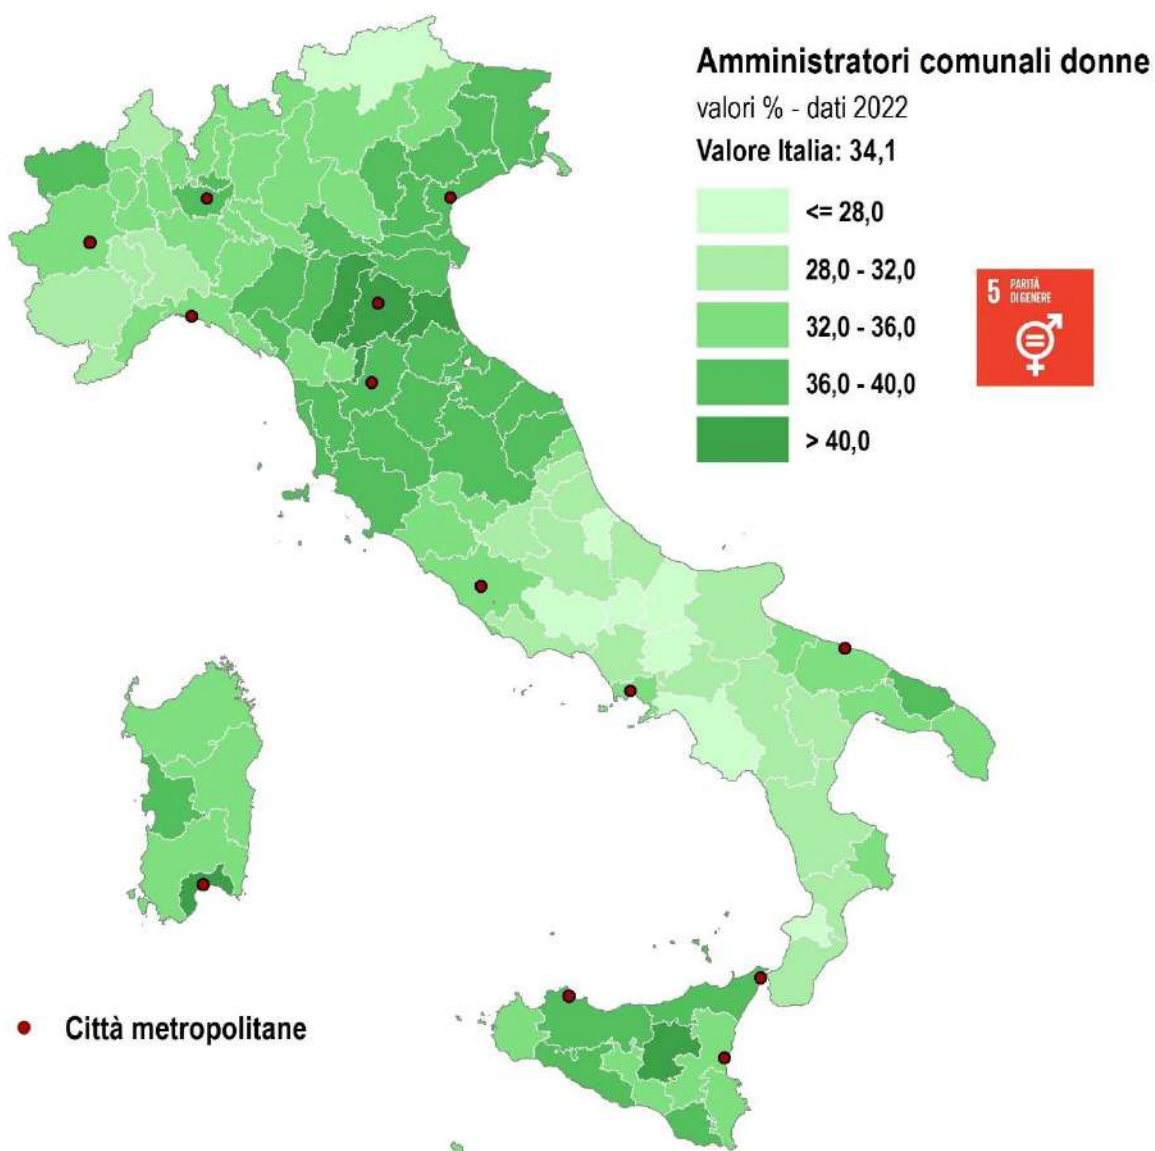 Amministratori comunali donne
valori % - dati 2022
Valore Italia: 34,1
<= 28,0
28,0 - 32,0
32,0 - 36,0
36,0 - 40,0
> 40,0
5 PARITÀ
DI GENERE
Città metropolitane